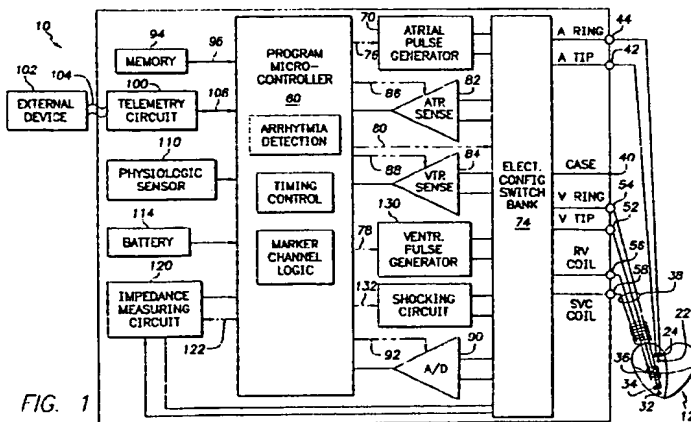 10
102
EXTERNAL DEVICE
104
94
MEMORY
96
100
TELEMETRY CIRCUIT
106
110
PHYSIOLOGIC SENSOR
114
BATTERY
120
IMPEDANCE MEASURING CIRCUIT
122
PROGRAM MICRO-CONTROLLER
60
ARRHYTMIA DETECTION
TIMING CONTROL
MARKER CHANNEL LOGIC
70
ATRIAL PULSE GENERATOR
76
82
ATR SENSE
86
80
84
VTR SENSE
88
130
VENTR. PULSE GENERATOR
78
132
SHOCKING CIRCUIT
90
A/D
92
ELECT. CONFIG SWITCH BANK
74
A RING
44
A TIP
42
CASE
40
V RING
54
V TIP
52
RV COIL
56
58
38
SVC COIL
22
24
36
34
32
12
FIG. 1